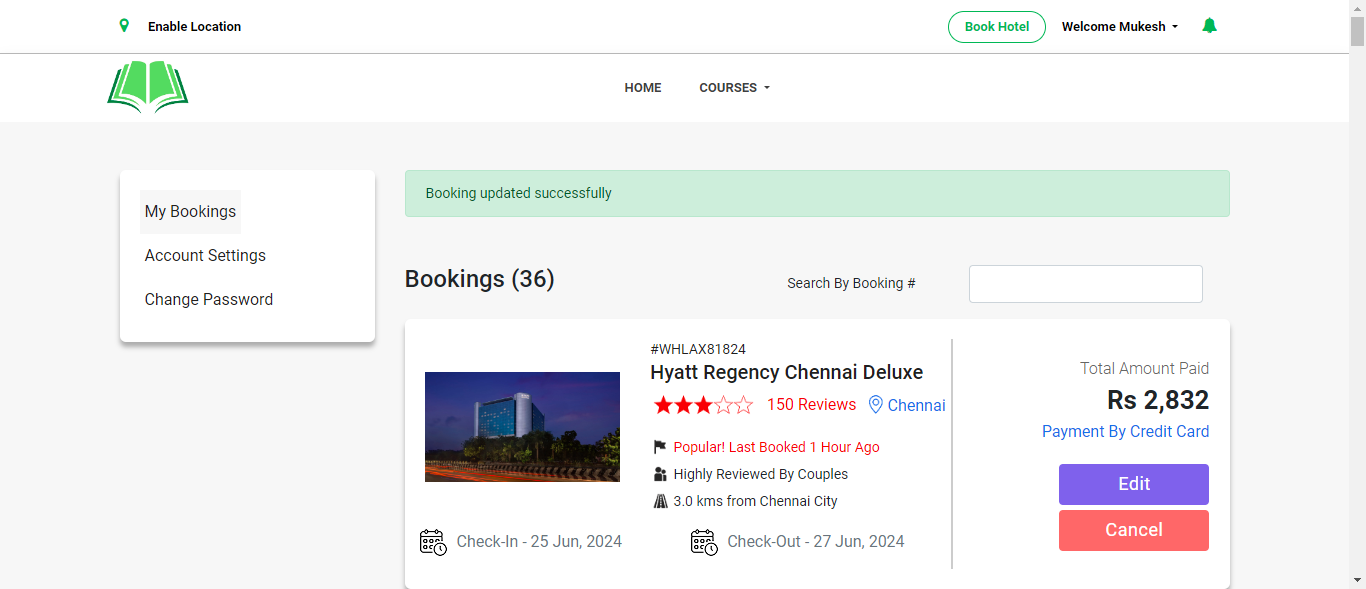 Enable Location
Book Hotel
Welcome Mukesh
HOME
COURSES
My Bookings
Account Settings
Change Password
Booking updated successfully
Bookings (36)
Search By Booking #
#WHLAX81824
Hyatt Regency Chennai Deluxe
150 Reviews
Chennai
Popular! Last Booked 1 Hour Ago
Highly Reviewed By Couples
3.0 kms from Chennai City
Check-In - 25 Jun, 2024
Check-Out - 27 Jun, 2024
Total Amount Paid
Rs 2,832
Payment By Credit Card
Edit
Cancel